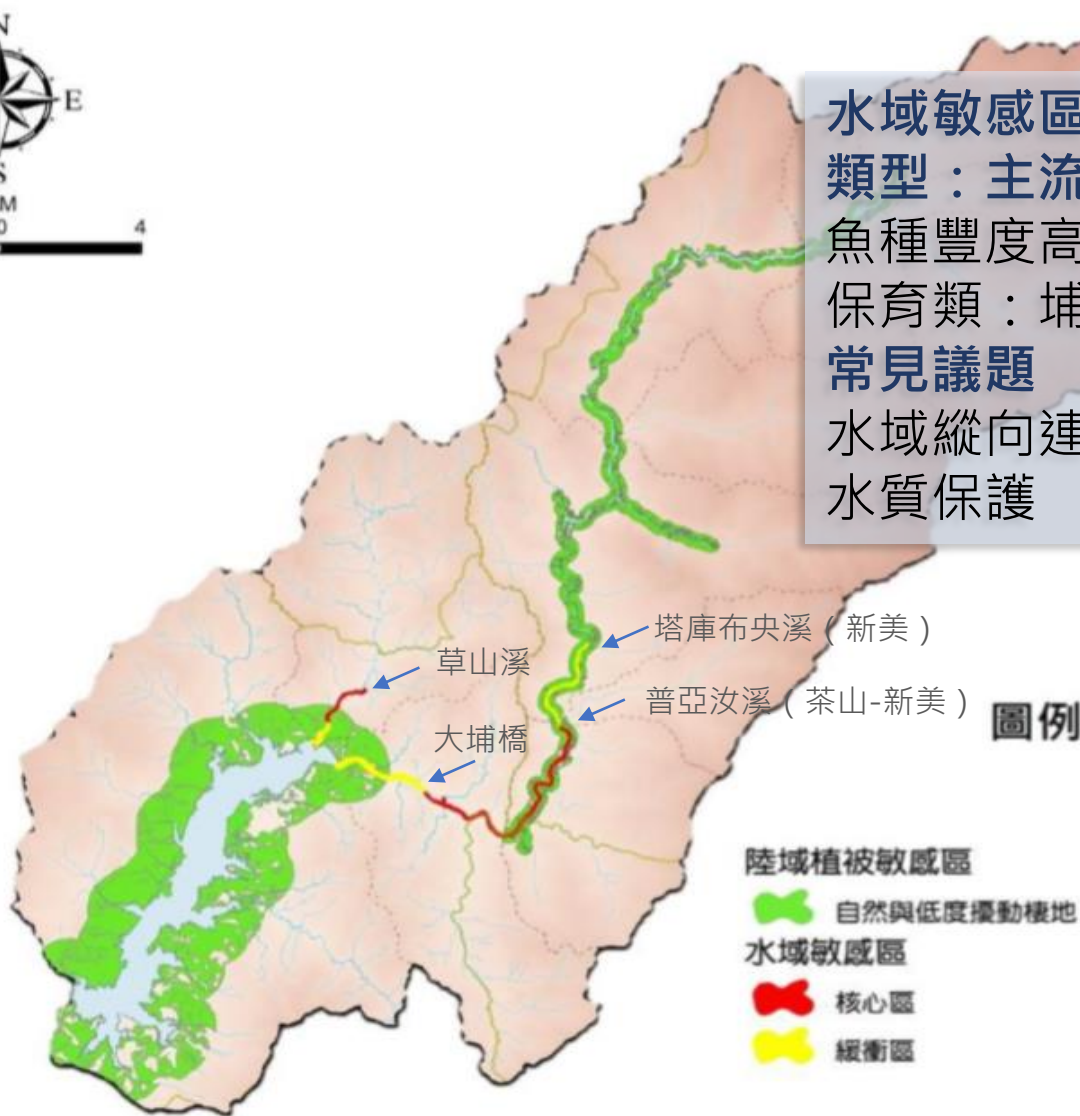 N
E
S
M
0
4
水域敏感區
類型：主流
魚種豐度高
保育類：埔
常見議題
水域縱向連
水質保護
塔庫布央溪（新美）
草山溪
普亞汝溪（茶山-新美）
大埔橋
圖例
陸域植被敏感區
自然與低度擾動棲地
水域敏感區
核心區
緩衝區